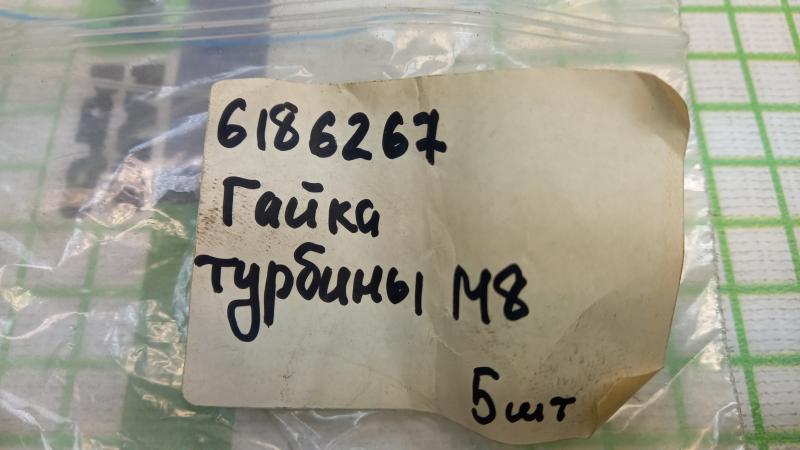 6186267
Гайка
турбины М8
5шт